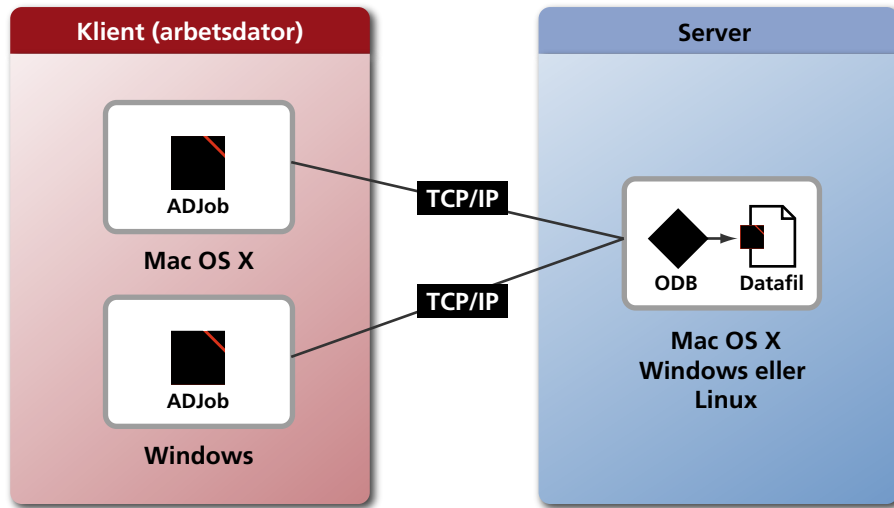 Klient (arbetsdator)
ADJob
Mac OS X
ADJob
Windows
TCP/IP
TCP/IP
Server
ODB
Datafil
Mac OS X
Windows eller
Linux